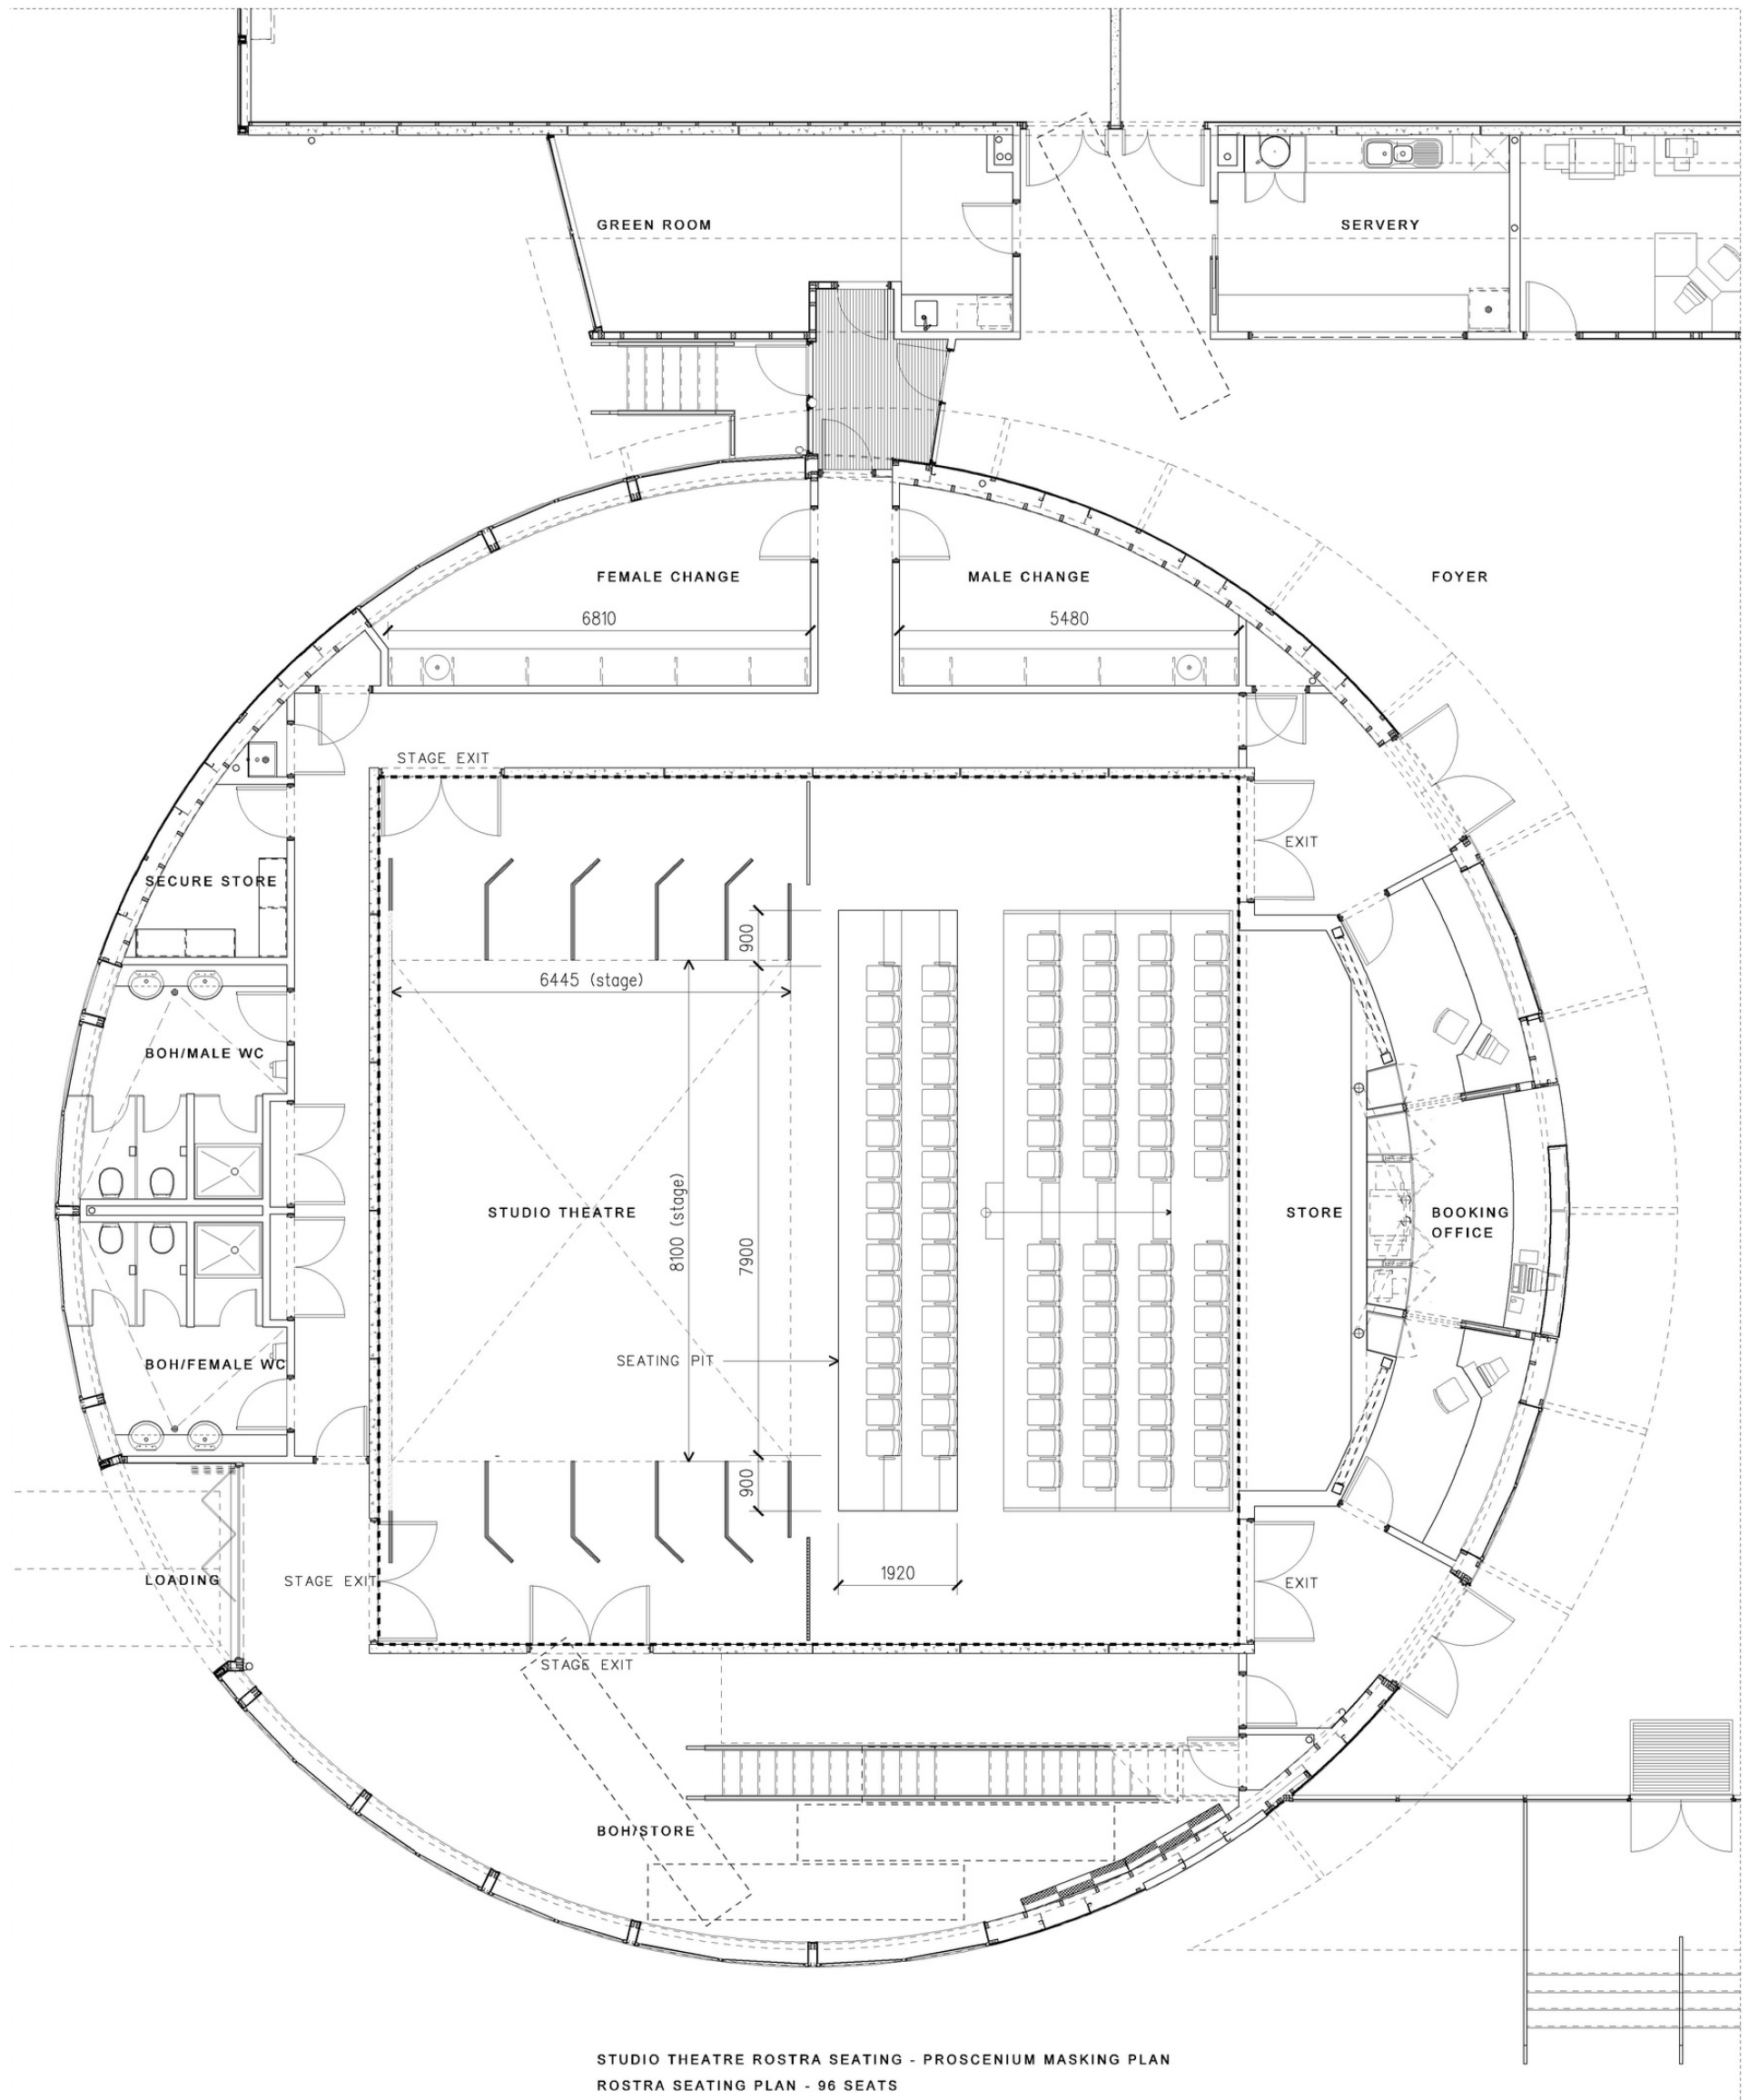 GREEN ROOM
SERVERY
FEMALE CHANGE
MALE CHANGE
FOYER
6810
5480
STAGE EXIT
EXIT
SECURE STORE
900
6445 (stage)
BOH/MALE WC
STUDIO THEATRE
8100 (stage)
7900
STORE
BOOKING
OFFICE
SEATING PIT
BOH/FEMALE WC
900
1920
LOADING
STAGE EXIT
EXIT
STAGE EXIT
BOH/STORE
STUDIO THEATRE ROSTRA SEATING - PROSCENIUM MASKING PLAN
ROSTRA SEATING PLAN - 96 SEATS